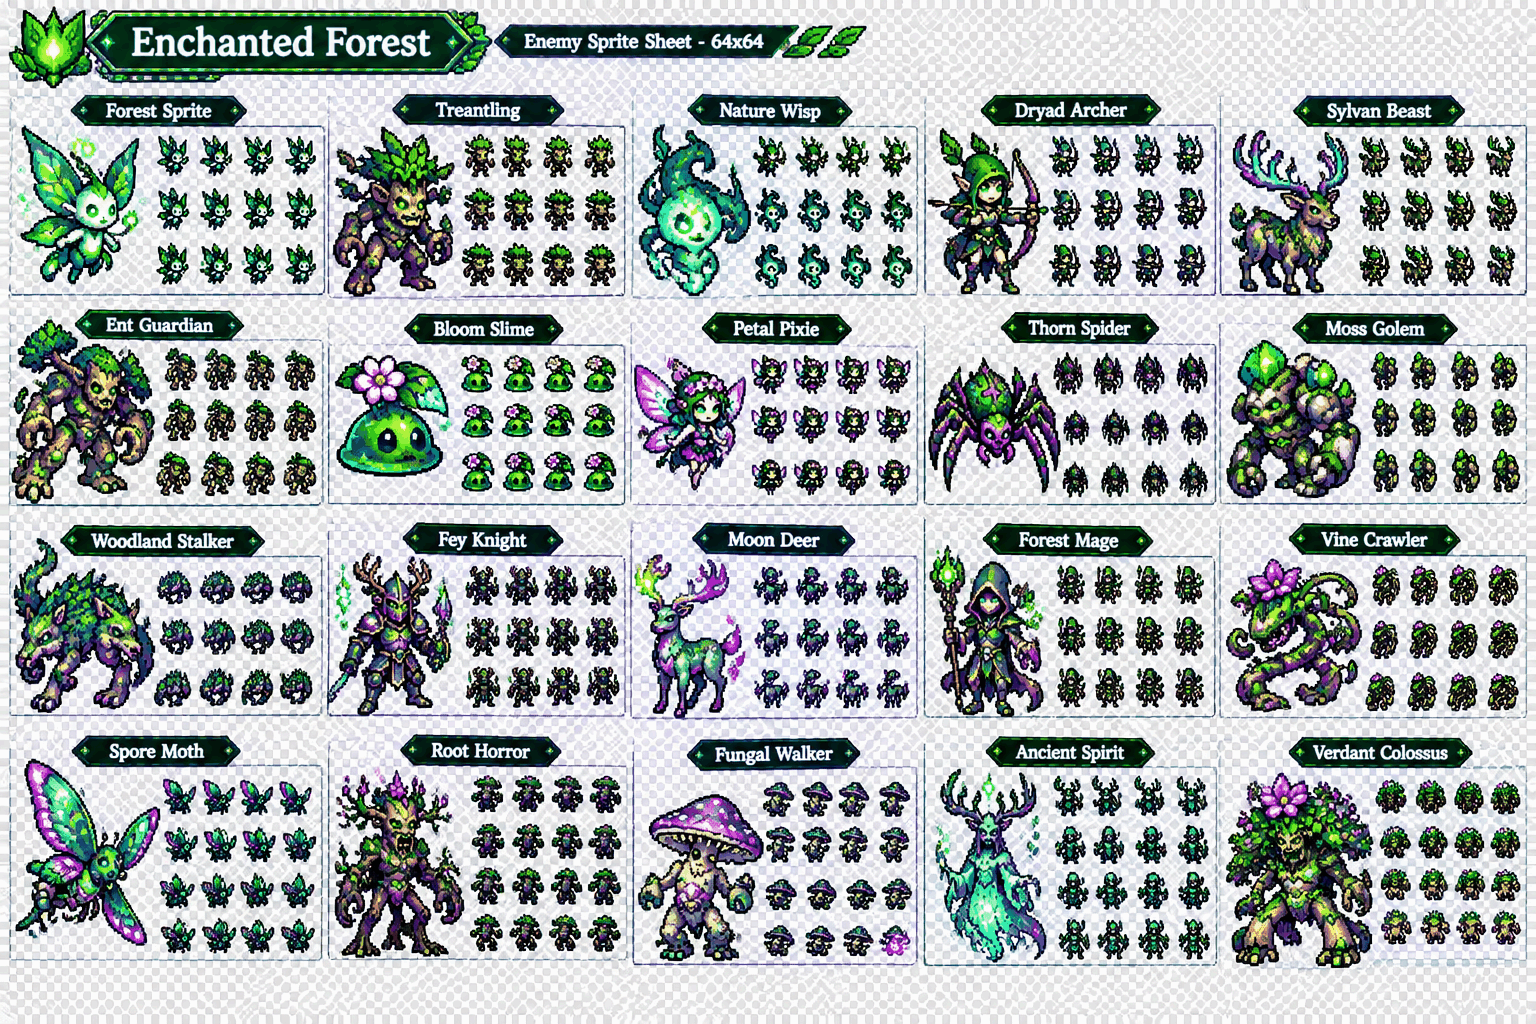 Enchanted Forest
Enemy Sprite Sheet - 64x64
Forest Sprite
Treantling
Nature Wisp
Dryad Archer
Sylvan Beast
Ent Guardian
Bloom Slime
Petal Pixie
Thorn Spider
Moss Golem
Woodland Stalker
Fey Knight
Moon Deer
Forest Mage
Vine Crawler
Spore Moth
Root Horror
Fungal Walker
Ancient Spirit
Verdant Colossus